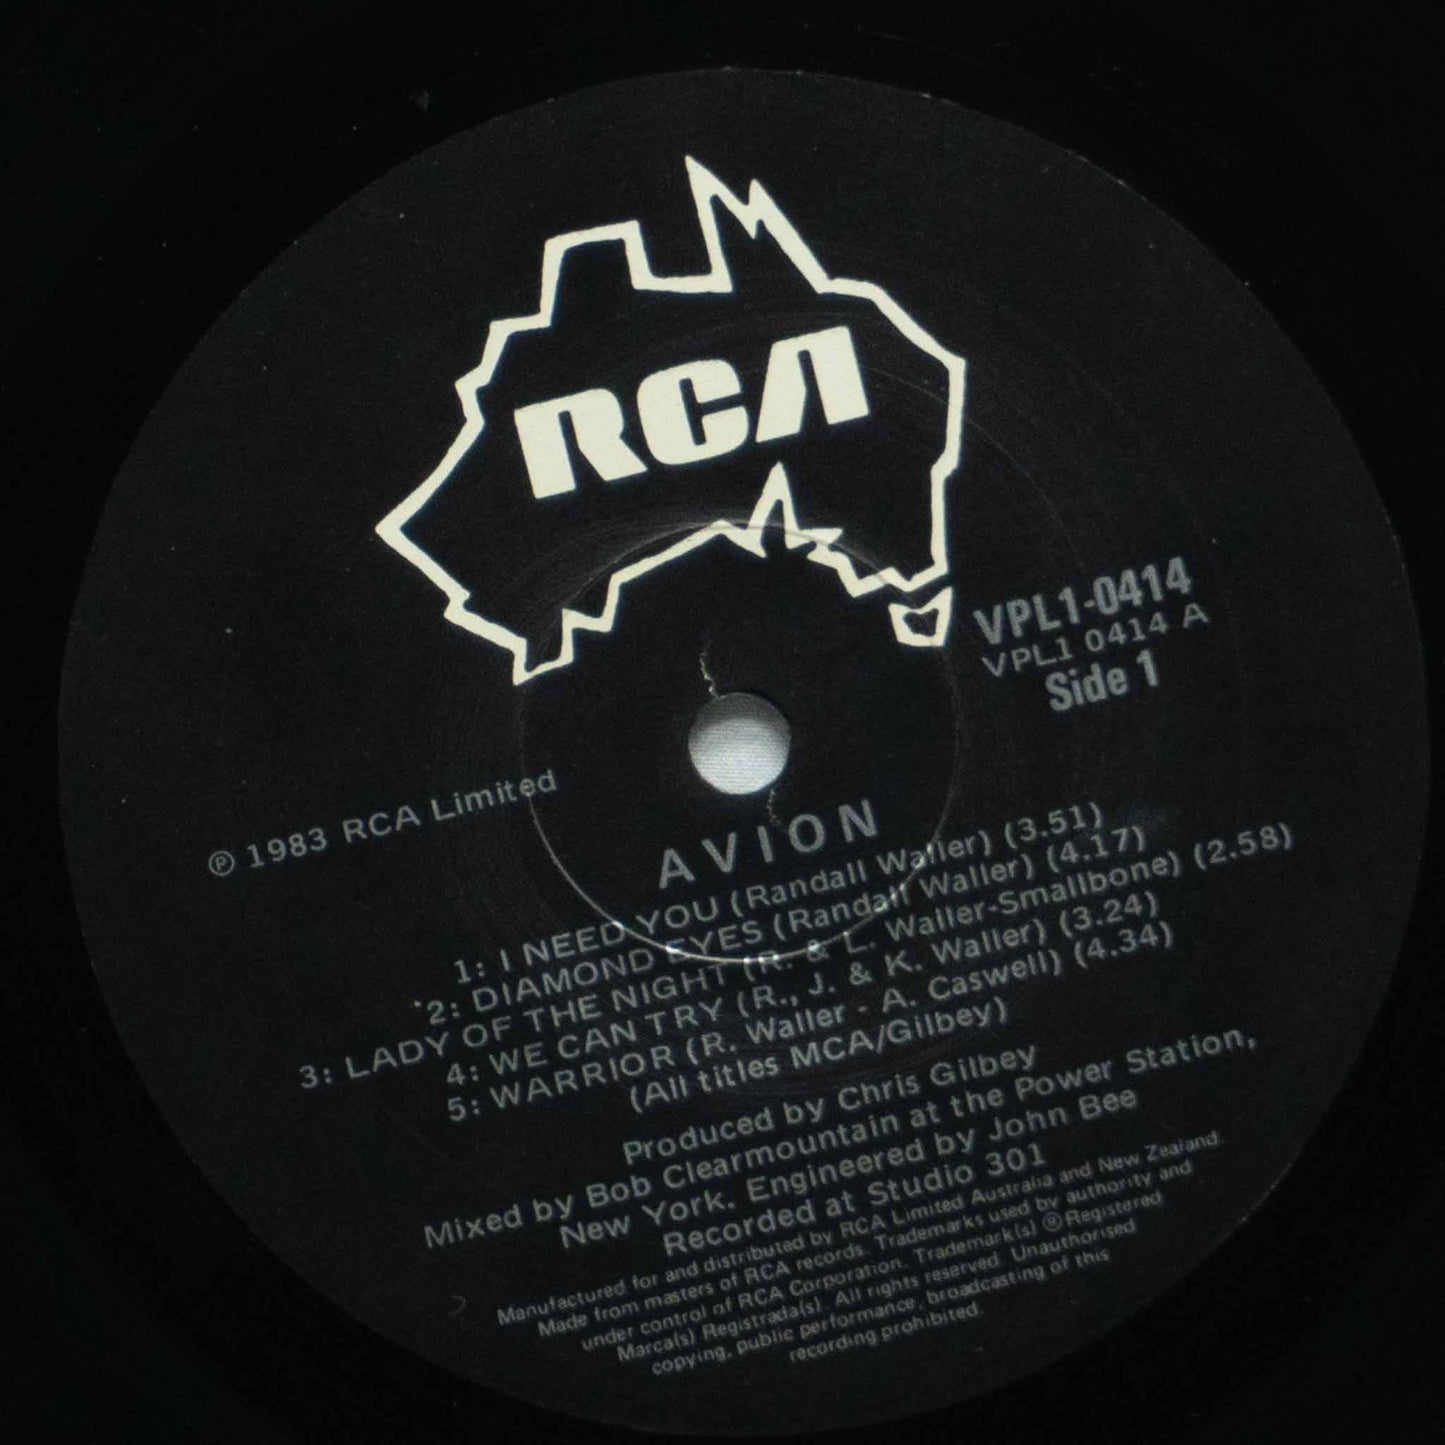 RCA
VPL1-0414
VPL1 0414 A
Side 1
℗ 1983 RCA Limited
AVION
1: I NEED YOU (Randall Waller) (3.51)
*2: DIAMOND EYES (Randall Waller) (4.17)
3: LADY OF THE NIGHT (R. & L. Waller-Smallbone) (2.58)
4: WE CAN TRY (R., J. & K. Waller) (3.24)
5: WARRIOR (R. Waller - A. Caswell) (4.34)
(All titles MCA/Gilbey)
Produced by Chris Gilbey
Mixed by Bob Clearmountain at the Power Station,
New York. Engineered by John Bee
Recorded at Studio 301
Manufactured for and distributed by RCA Limited Australia and New Zealand.
Made from masters of RCA records. Trademarks used by authority and
under control of RCA Corporation. Trademark(s) ® Registered
Marca(s) Registrada(s). All rights reserved. Unauthorised
copying, public performance, broadcasting of this
recording prohibited.